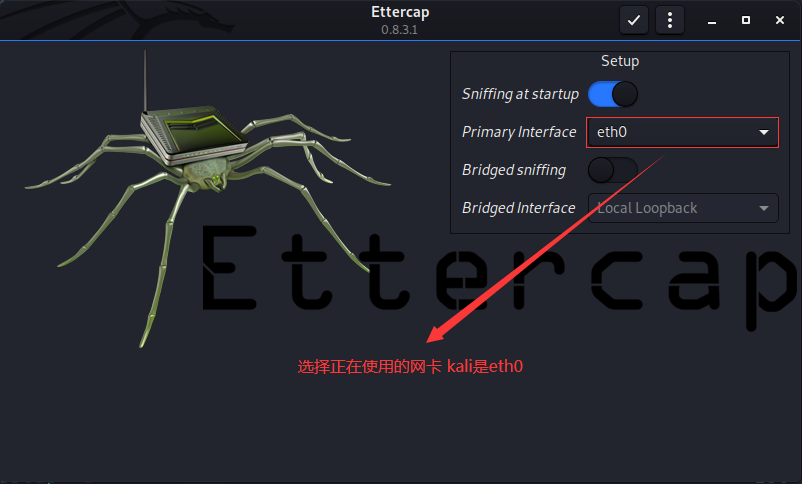 Ettercap
0.8.3.1
Setup
Sniffing at startup
Primary Interface eth0
Bridged sniffing
Bridged Interface Local Loopback
Ettercap
选择正在使用的网卡 kali是eth0